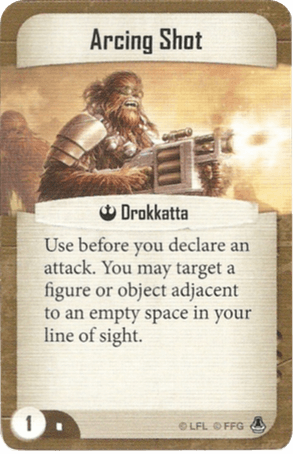 Arcing Shot
Drokkatta
Use before you declare an
attack. You may target a
figure or object adjacent
to an empty space in your
line of sight.
1
© LFL © FFG